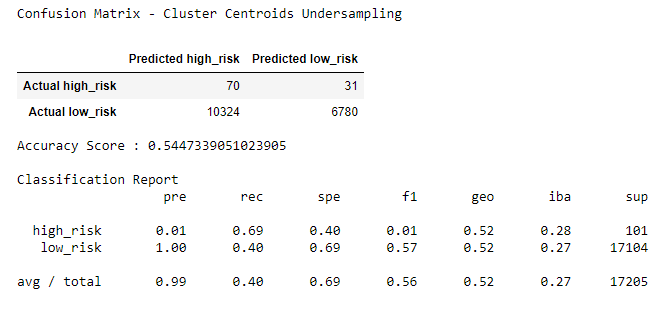 Confusion Matrix - Cluster Centroids Undersampling
Predicted high_risk Predicted low_risk
Actual high_risk 70 31
Actual low_risk 10324 6780
Accuracy Score : 0.5447339051023905
Classification Report
pre rec spe f1 geo iba sup
high_risk 0.01 0.69 0.40 0.01 0.52 0.28 101
low_risk 1.00 0.40 0.69 0.57 0.52 0.27 17104
avg / total 0.99 0.40 0.69 0.56 0.52 0.27 17205